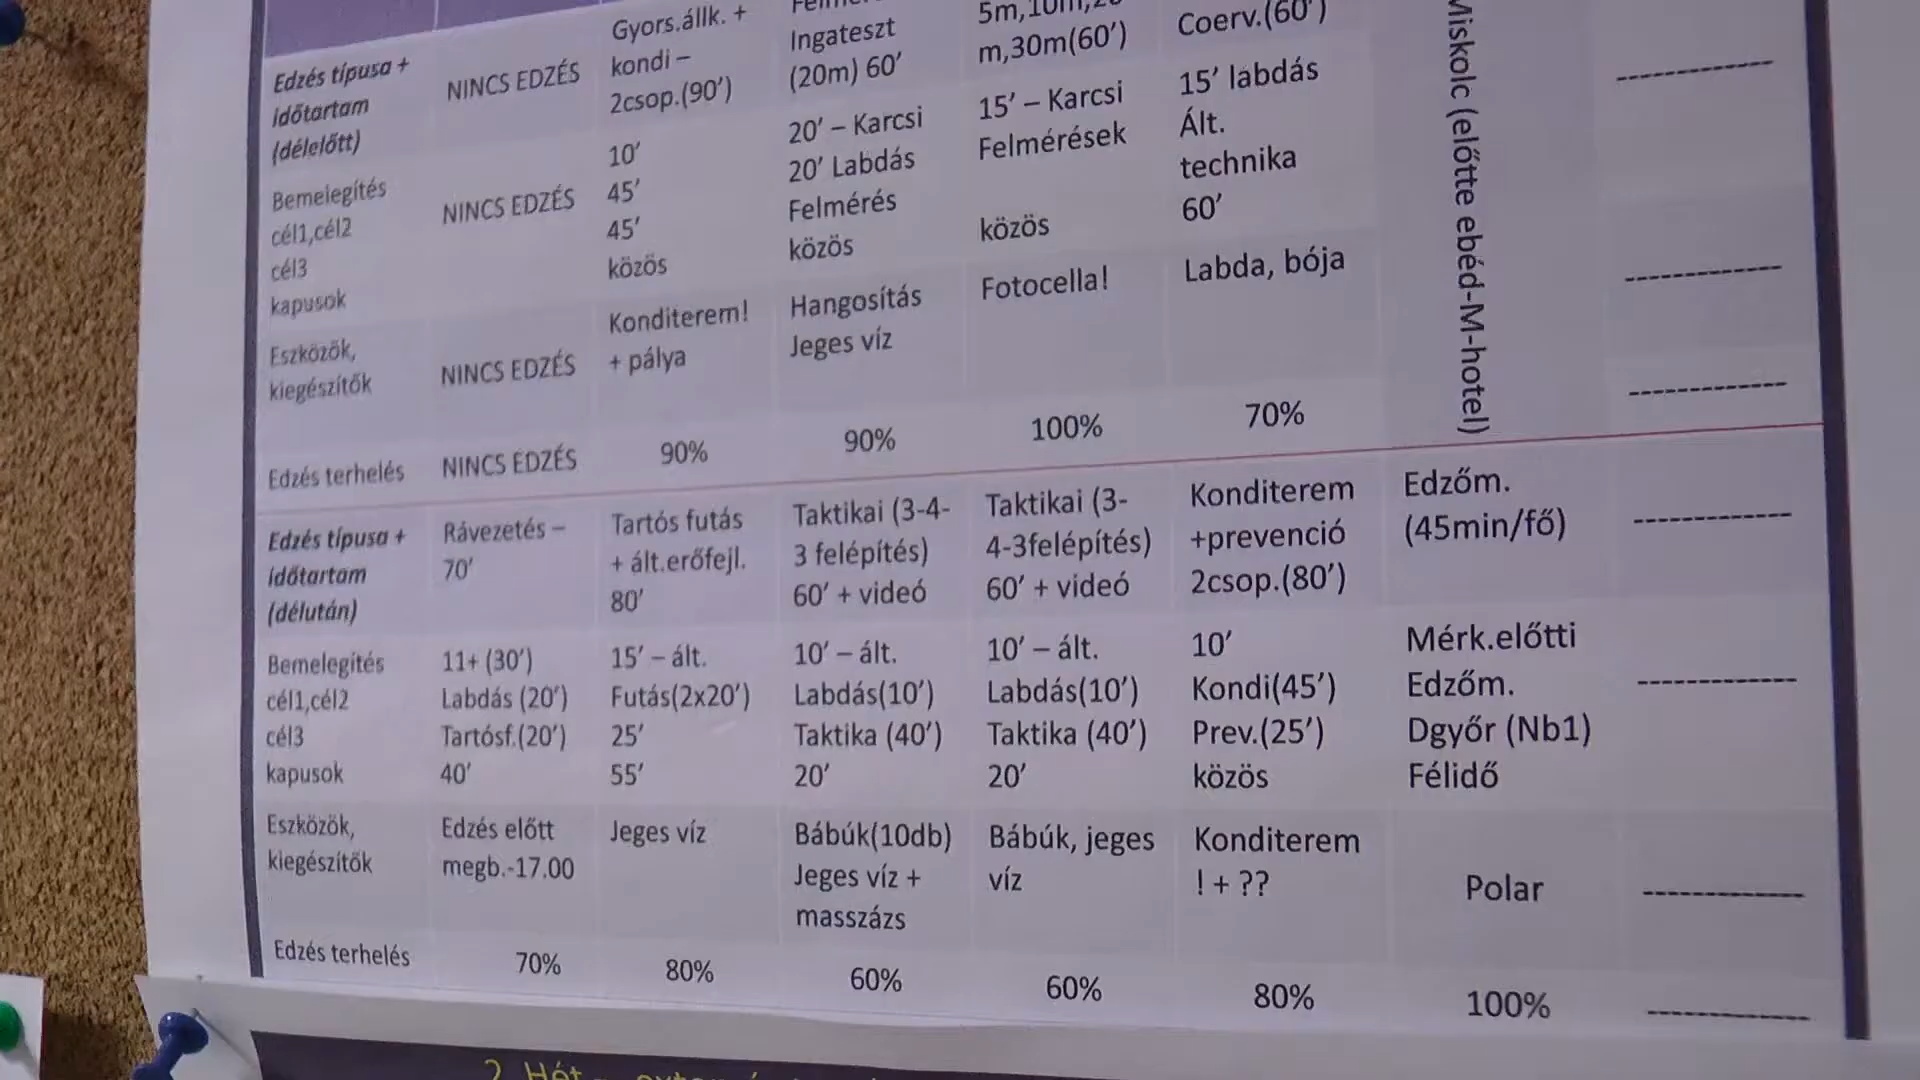 Edzés típusa +
időtartam
(délelőtt)
NINCS EDZÉS
Gyors.állk. +
kondi –
2csop.(90’)
Ingateszt
(20m) 60’
m,30m(60’)
Coerv.(60’)
Miskolc (előtte ebéd-M-hotel)
----------------
Bemelegítés
cél1,cél2
cél3
kapusok
NINCS EDZÉS
10’
45’
45’
közös
20’ – Karcsi
20’ Labdás
Felmérés
közös
15’ – Karcsi
Felmérések
közös
15’ labdás
Ált.
technika
60’
----------------
Eszközök,
kiegészítők
NINCS EDZÉS
Konditerem!
+ pálya
Hangosítás
Jeges víz
Fotocella!
Labda, bója
----------------
Edzés terhelés
NINCS EDZÉS
90%
90%
100%
70%
Edzés típusa +
időtartam
(délután)
Rávezetés –
70’
Tartós futás
+ ált.erőfejl.
80’
Taktikai (3-4-
3 felépítés)
60’ + videó
Taktikai (3-
4-3felépítés)
60’ + videó
Konditerem
+prevenció
2csop.(80’)
Edzőm.
(45min/fő)
----------------
Bemelegítés
cél1,cél2
cél3
kapusok
11+ (30’)
Labdás (20’)
Tartósf.(20’)
40’
15’ – ált.
Futás(2x20’)
25’
55’
10’ – ált.
Labdás(10’)
Taktika (40’)
20’
10’ – ált.
Labdás(10’)
Taktika (40’)
20’
10’
Kondi(45’)
Prev.(25’)
közös
Mérk.előtti
Edzőm.
Dgyőr (Nb1)
Félidő
----------------
Eszközök,
kiegészítők
Edzés előtt
megb.-17.00
Jeges víz
Bábúk(10db)
Jeges víz +
masszázs
Bábúk, jeges
víz
Konditerem
! + ??
Polar
----------------
Edzés terhelés
70%
80%
60%
60%
80%
100%
----------------